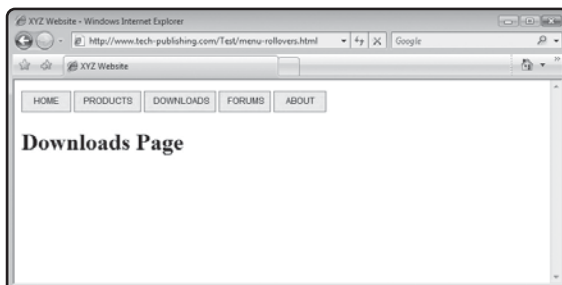 XYZ Website - Windows Internet Explorer
http://www.tech-publishing.com/Test/menu-rollovers.html
Google
XYZ Website
HOME PRODUCTS DOWNLOADS FORUMS ABOUT
Downloads Page